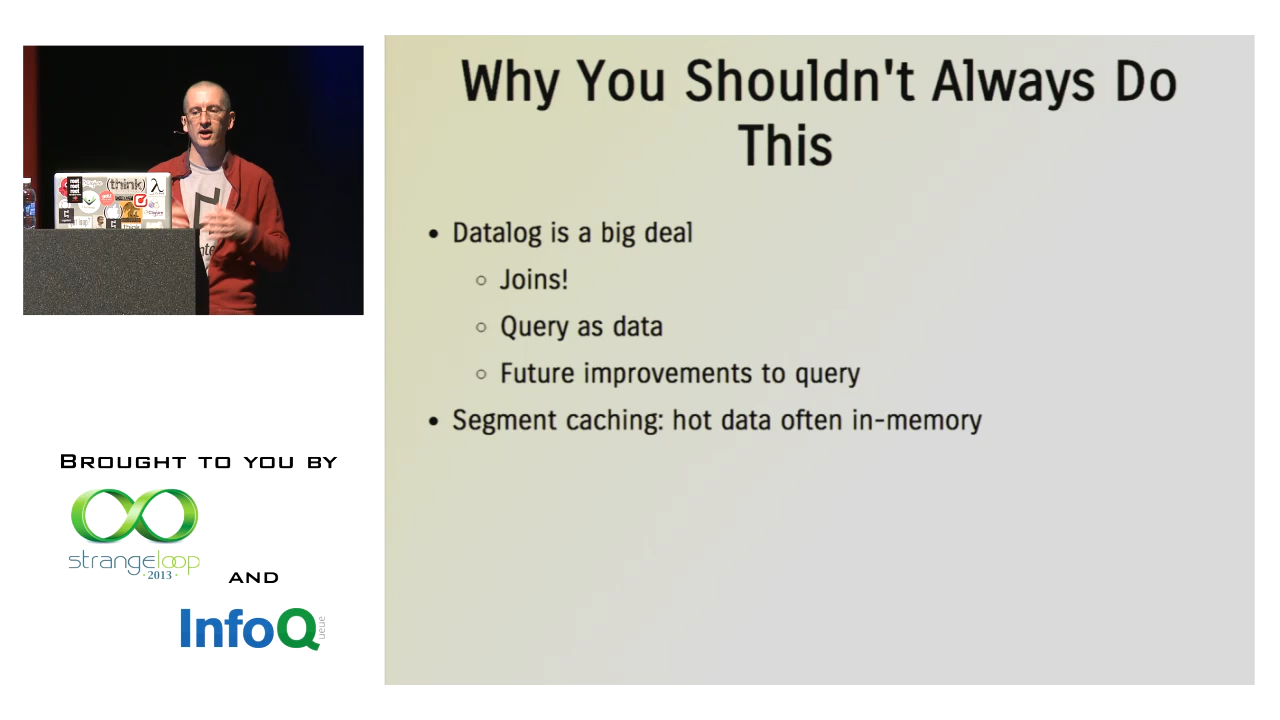 Why You Shouldn't Always Do
This
• Datalog is a big deal
○ Joins!
○ Query as data
○ Future improvements to query
• Segment caching: hot data often in-memory
(think)
λ
BROUGHT TO YOU BY
strangeloop
·2013·
AND
InfoQ
ueue